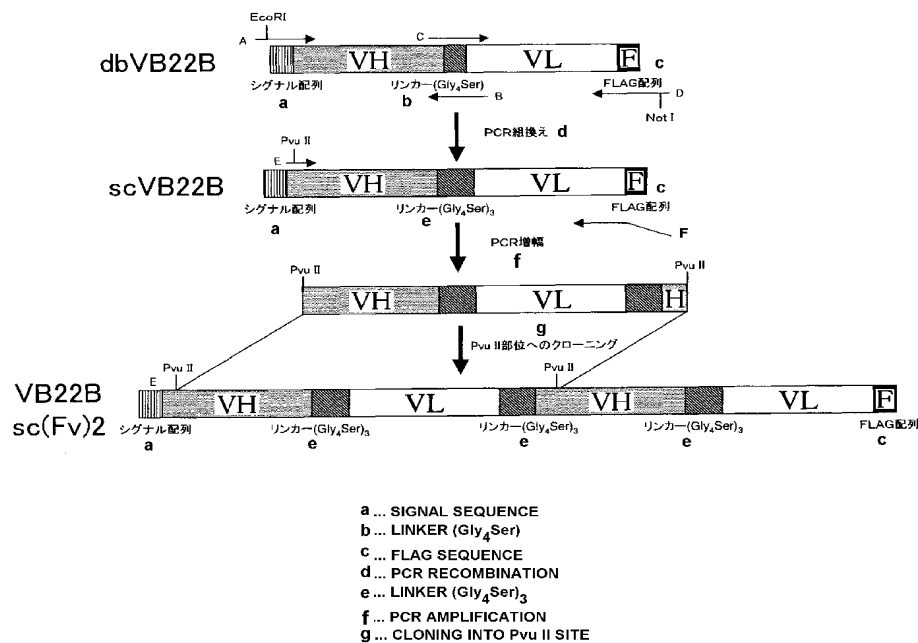 EcoRI
A
C
dbVB22B
VH
VL
F
c
シグナル配列
リンカー(Gly4Ser)
FLAG配列
a
b
B
D
Not I
PCR組換え d
Pvu II
E
scVB22B
VH
VL
F
c
シグナル配列
リンカー(Gly4Ser)3
FLAG配列
a
e
F
PCR増幅
f
Pvu II
Pvu II
VH
VL
H
g
Pvu II部位へのクローニング
E
Pvu II
Pvu II
VB22B
sc(Fv)2
VH
VL
VH
VL
F
シグナル配列
リンカー(Gly4Ser)3
リンカー(Gly4Ser)3
リンカー(Gly4Ser)3
FLAG配列
a
e
e
e
c
a ... SIGNAL SEQUENCE
b ... LINKER (Gly4Ser)
c ... FLAG SEQUENCE
d ... PCR RECOMBINATION
e ... LINKER (Gly4Ser)3
f ... PCR AMPLIFICATION
g ... CLONING INTO Pvu II SITE